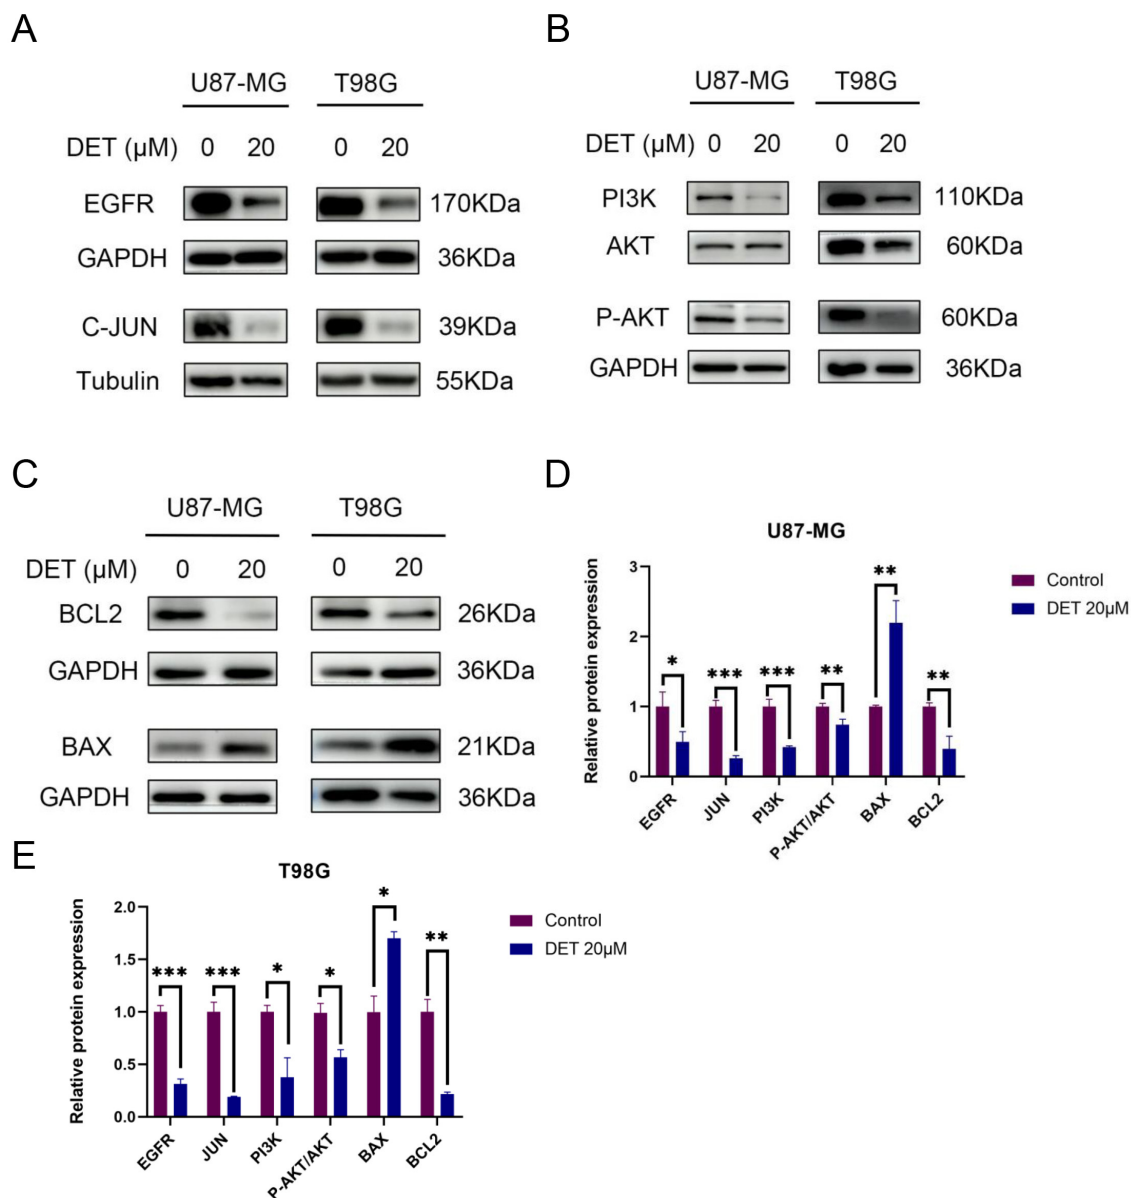 A
U87-MG T98G
DET (μM) 0 20 0 20
EGFR 170KDa
GAPDH 36KDa
C-JUN 39KDa
Tubulin 55KDa
B
U87-MG T98G
DET (μM) 0 20 0 20
PI3K 110KDa
AKT 60KDa
P-AKT 60KDa
GAPDH 36KDa
C
U87-MG T98G
DET (μM) 0 20 0 20
BCL2 26KDa
GAPDH 36KDa
BAX 21KDa
GAPDH 36KDa
D
U87-MG
Relative protein expression
3
2
1
0
* *** *** ** ** **
EGFR JUN PI3K P-AKT/AKT BAX BCL2
Control
DET 20μM
E
T98G
Relative protein expression
2.0
1.5
1.0
0.5
0.0
*** *** * * * **
EGFR JUN PI3K P-AKT/AKT BAX BCL2
Control
DET 20μM